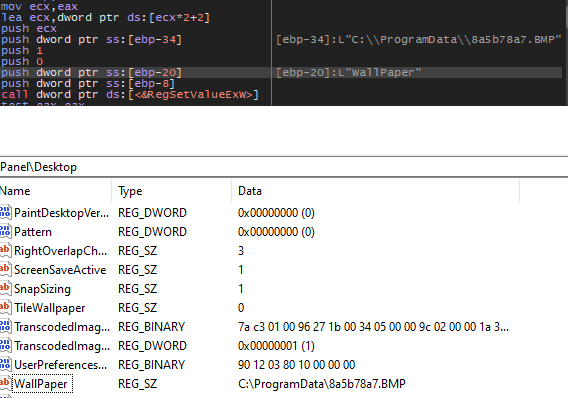 mov ecx,eax
lea ecx,dword ptr ds:[ecx*2+2]
push ecx
push dword ptr ss:[ebp-34] [ebp-34]:L"C:\\ProgramData\\8a5b78a7.BMP"
push 1
push 0
push dword ptr ss:[ebp-20] [ebp-20]:L"WallPaper"
push dword ptr ss:[ebp-8]
call dword ptr ds:[<&RegSetValueExW>]
test eax,eax
Panel\Desktop
Name Type Data
PaintDesktopVer... REG_DWORD 0x00000000 (0)
Pattern REG_DWORD 0x00000000 (0)
RightOverlapCh... REG_SZ 3
ScreenSaveActive REG_SZ 1
SnapSizing REG_SZ 1
TileWallpaper REG_SZ 0
TranscodedImag... REG_BINARY 7a c3 01 00 96 27 1b 00 34 05 00 00 9c 02 00 00 1a 3...
TranscodedImag... REG_DWORD 0x00000001 (1)
UserPreferences... REG_BINARY 90 12 03 80 10 00 00 00
WallPaper REG_SZ C:\ProgramData\8a5b78a7.BMP